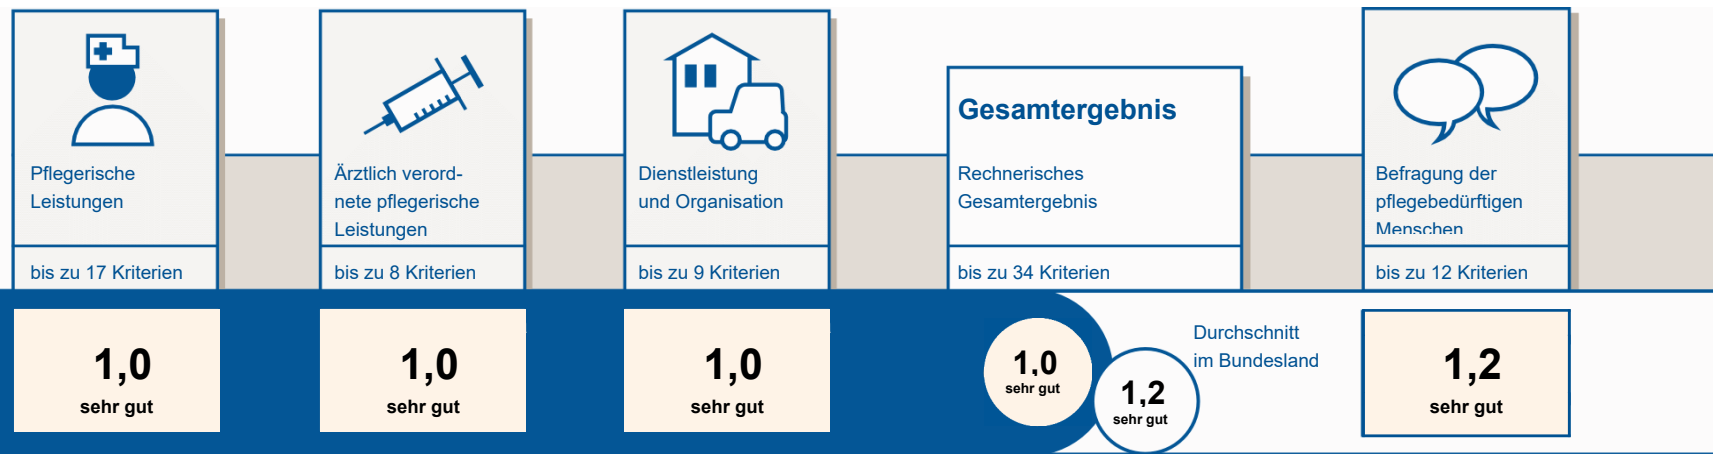 Pflegerische
Leistungen
bis zu 17 Kriterien
1,0
sehr gut
Ärztlich verord-
nete pflegerische
Leistungen
bis zu 8 Kriterien
1,0
sehr gut
Dienstleistung
und Organisation
bis zu 9 Kriterien
1,0
sehr gut
Gesamtergebnis
Rechnerisches
Gesamtergebnis
bis zu 34 Kriterien
1,0
sehr gut
1,2
sehr gut
Durchschnitt
im Bundesland
Befragung der
pflegebedürftigen
Menschen
bis zu 12 Kriterien
1,2
sehr gut